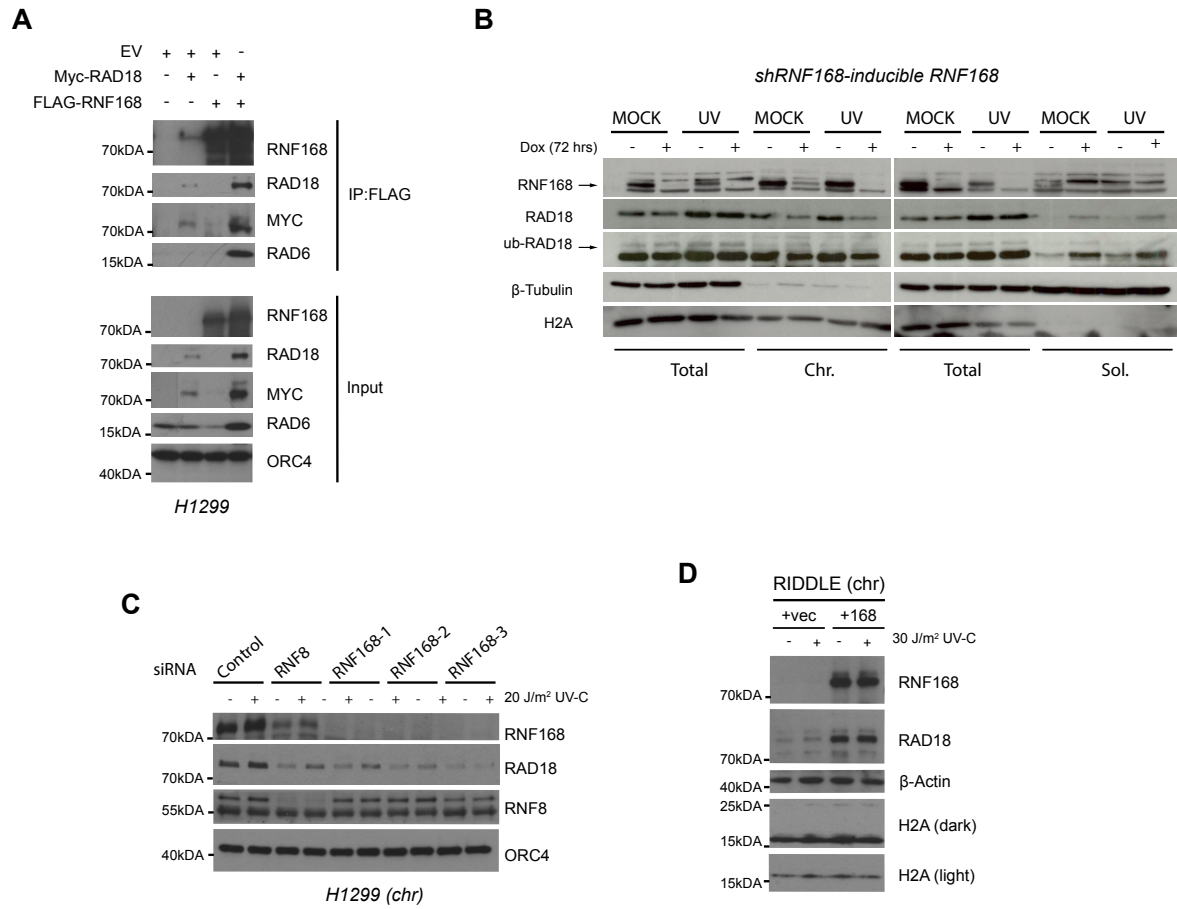 A
EV + + + -
Myc-RAD18 - + - +
FLAG-RNF168 - - + +
70kDA RNF168
70kDA RAD18
70kDA MYC
15kDA RAD6
IP:FLAG
70kDA RNF168
70kDA RAD18
70kDA MYC
15kDA RAD6
40kDA ORC4
Input
H1299
B
shRNF168-inducible RNF168
MOCK UV MOCK UV MOCK UV MOCK UV
Dox (72 hrs) - + - + - + - + - + - + - + - +
RNF168
RAD18
ub-RAD18
β-Tubulin
H2A
Total Chr. Total Sol.
C
siRNA Control RNF8 RNF168-1 RNF168-2 RNF168-3
- + - + - + - + - + + 20 J/m² UV-C
70kDA RNF168
70kDA RAD18
55kDA RNF8
40kDA ORC4
H1299 (chr)
D
RIDDLE (chr)
+vec +168
- + - + 30 J/m² UV-C
70kDA RNF168
70kDA RAD18
40kDA β-Actin
25kDA
15kDA H2A (dark)
15kDA H2A (light)